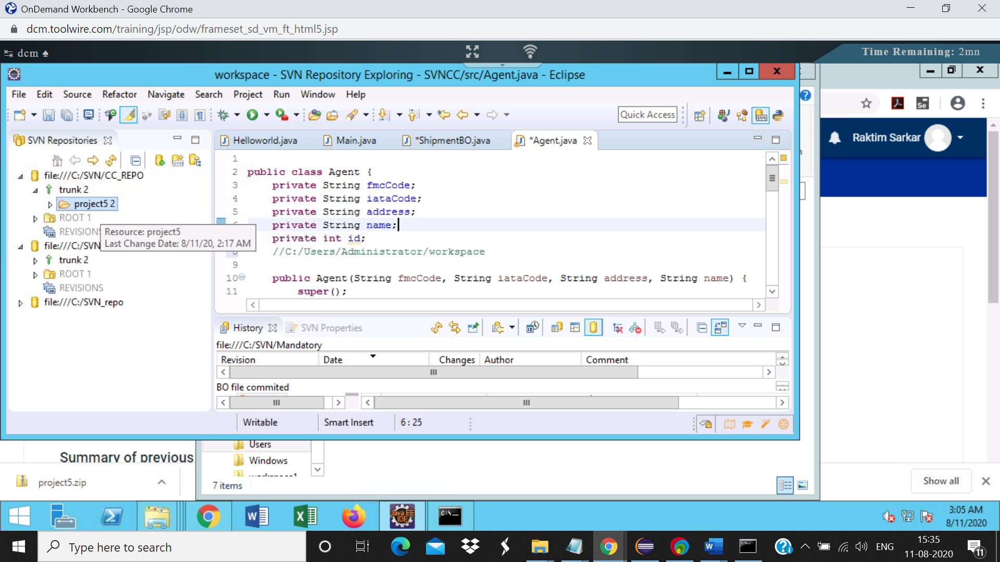 OnDemand Workbench - Google Chrome
dcm.toolwire.com/training/jsp/odw/frameset_sd_vm_ft_html5.jsp
dcm ♠
Time Remaining: 2mn
workspace - SVN Repository Exploring - SVNCC/src/Agent.java - Eclipse
File Edit Source Refactor Navigate Search Project Run Window Help
Quick Access
Raktim Sarkar
SVN Repositories
Helloworld.java Main.java *ShipmentBO.java *Agent.java
file:///C:/SVN/CC_REPO
trunk 2
project5 2
ROOT 1
REVISIONS
Resource: project5
Last Change Date: 8/11/20, 2:17 AM
file:///C:/SVN
trunk 2
ROOT 1
REVISIONS
file:///C:/SVN_repo
1
2 public class Agent {
3 private String fmcCode;
4 private String iataCode;
5 private String address;
private String name;
private int id;
//C:/Users/Administrator/workspace
9
10 public Agent(String fmcCode, String iataCode, String address, String name) {
11 super();
History SVN Properties
file:///C:/SVN/Mandatory
Revision Date Changes Author Comment
BO file commited
Writable Smart Insert 6 : 25
Users
Windows
7 items
Summary of previous
project5.zip
Show all
3:05 AM
8/11/2020
Type here to search
ENG
15:35
11-08-2020
11